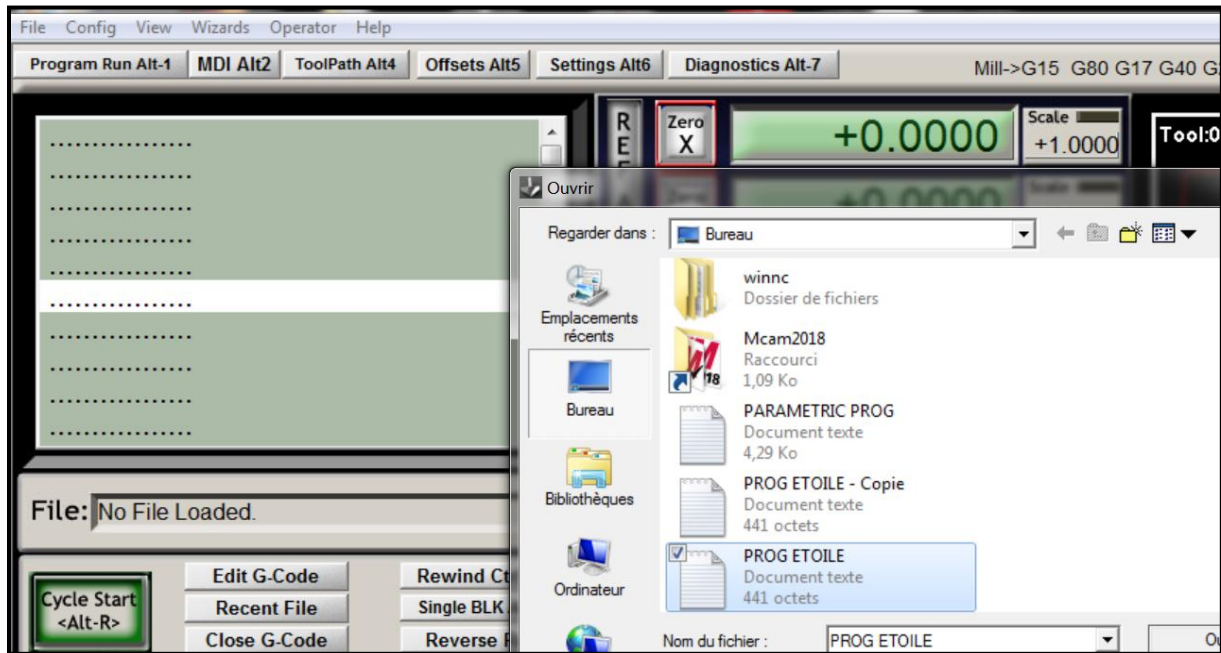 File Config View Wizards Operator Help
Program Run Alt-1 MDI Alt2 ToolPath Alt4 Offsets Alt5 Settings Alt6 Diagnostics Alt-7 Mill->G15 G80 G17 G40
.................
.................
.................
.................
.................
.................
.................
.................
.................
.................
Zero
X
+0.0000
Scale
+1.0000
Tool:0
Ouvrir
Regarder dans : Bureau
Emplacements
récents
Bureau
Bibliothèques
Ordinateur
winnc
Dossier de fichiers
Mcam2018
Raccourci
1,09 Ko
PARAMETRIC PROG
Document texte
4,29 Ko
PROG ETOILE - Copie
Document texte
441 octets
PROG ETOILE
Document texte
441 octets
Nom du fichier : PROG ETOILE
File: No File Loaded.
Cycle Start
<Alt-R>
Edit G-Code
Recent File
Close G-Code
Rewind
Single BLK
Reverse